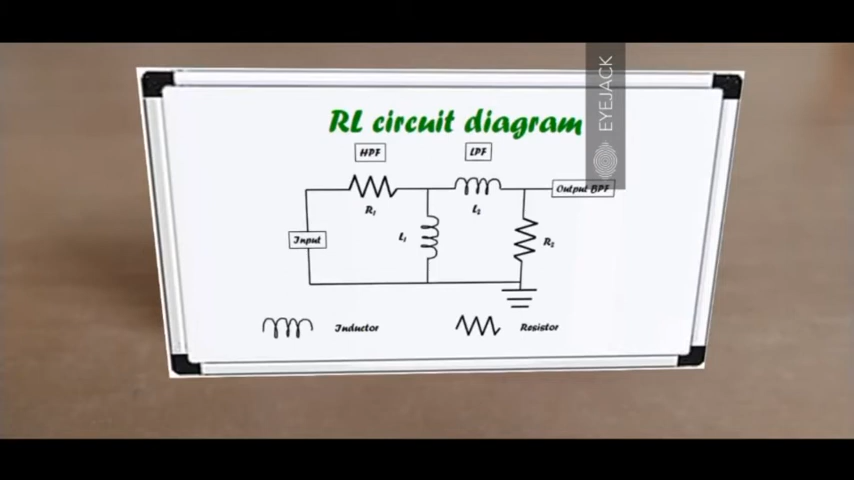 RL circuit diagram
EYEJACK
HPF
LPF
R₁
L₂
Output BPF
Input
L₁
R₂
Inductor
Resistor